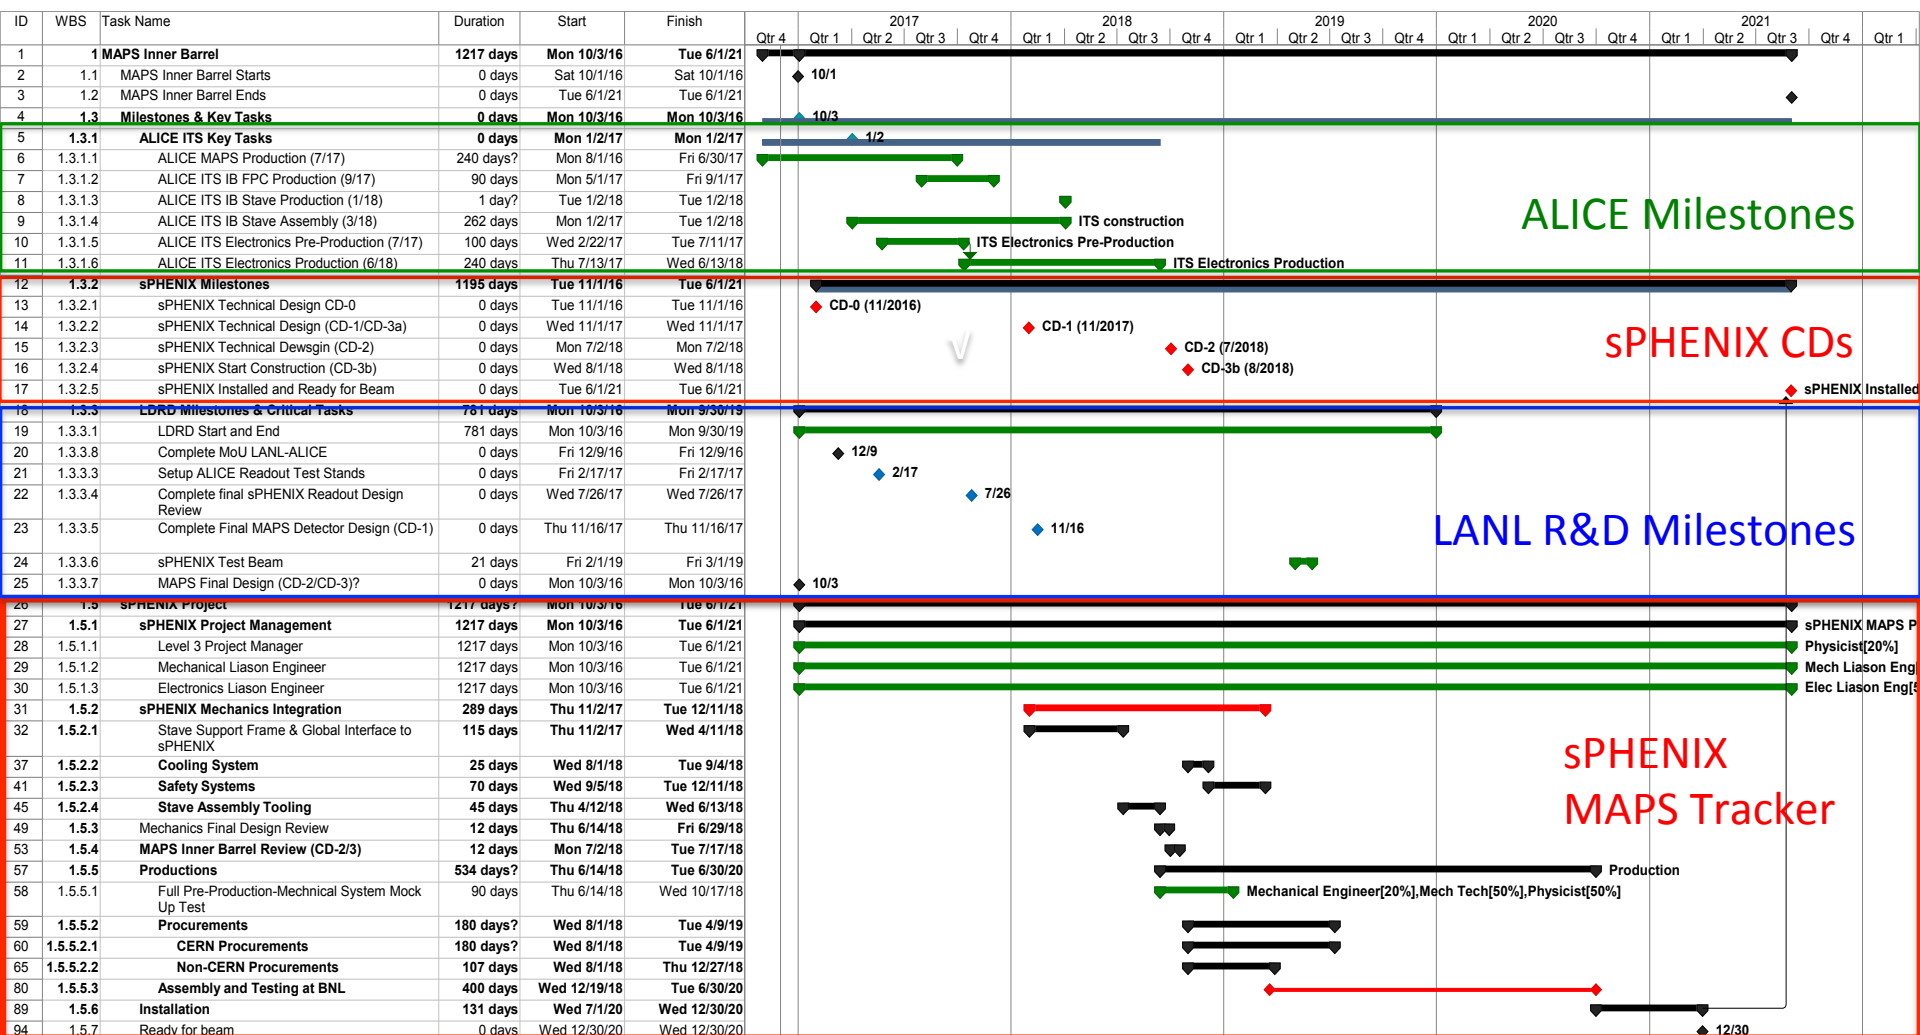 ID WBS Task Name Duration Start Finish 2017 2018 2019 2020 2021
Qtr 4 Qtr 1 Qtr 2 Qtr 3 Qtr 4 Qtr 1 Qtr 2 Qtr 3 Qtr 4 Qtr 1 Qtr 2 Qtr 3 Qtr 4 Qtr 1 Qtr 2 Qtr 3 Qtr 4 Qtr 1 Qtr 2 Qtr 3 Qtr 4 Qtr 1
1 1 MAPS Inner Barrel 1217 days Mon 10/3/16 Tue 6/1/21
2 1.1 MAPS Inner Barrel Starts 0 days Sat 10/1/16 Sat 10/1/16 10/1
3 1.2 MAPS Inner Barrel Ends 0 days Tue 6/1/21 Tue 6/1/21
4 1.3 Milestones & Key Tasks 0 days Mon 10/3/16 Mon 10/3/16 10/3
5 1.3.1 ALICE ITS Key Tasks 0 days Mon 1/2/17 Mon 1/2/17 1/2
6 1.3.1.1 ALICE MAPS Production (7/17) 240 days? Mon 8/1/16 Fri 6/30/17
7 1.3.1.2 ALICE ITS IB FPC Production (9/17) 90 days Mon 5/1/17 Fri 9/1/17
8 1.3.1.3 ALICE ITS IB Stave Production (1/18) 1 day? Tue 1/2/18 Tue 1/2/18
9 1.3.1.4 ALICE ITS IB Stave Assembly (3/18) 262 days Mon 1/2/17 Tue 1/2/18 ITS construction
ALICE Milestones
10 1.3.1.5 ALICE ITS Electronics Pre-Production (7/17) 100 days Wed 2/22/17 Tue 7/11/17 ITS Electronics Pre-Production
11 1.3.1.6 ALICE ITS Electronics Production (6/18) 240 days Thu 7/13/17 Wed 6/13/18 ITS Electronics Production
12 1.3.2 sPHENIX Milestones 1195 days Tue 11/1/16 Tue 6/1/21
13 1.3.2.1 sPHENIX Technical Design CD-0 0 days Tue 11/1/16 Tue 11/1/16 CD-0 (11/2016)
14 1.3.2.2 sPHENIX Technical Design (CD-1/CD-3a) 0 days Wed 11/1/17 Wed 11/1/17 CD-1 (11/2017)
15 1.3.2.3 sPHENIX Technical Dewsgin (CD-2) 0 days Mon 7/2/18 Mon 7/2/18 √ CD-2 (7/2018)
sPHENIX CDs
16 1.3.2.4 sPHENIX Start Construction (CD-3b) 0 days Wed 8/1/18 Wed 8/1/18 CD-3b (8/2018)
17 1.3.2.5 sPHENIX Installed and Ready for Beam 0 days Tue 6/1/21 Tue 6/1/21 sPHENIX Installed
18 1.3.3 LDRD Milestones & Critical Tasks 781 days Mon 10/3/16 Mon 9/30/19
19 1.3.3.1 LDRD Start and End 781 days Mon 10/3/16 Mon 9/30/19
20 1.3.3.8 Complete MoU LANL-ALICE 0 days Fri 12/9/16 Fri 12/9/16 12/9
21 1.3.3.3 Setup ALICE Readout Test Stands 0 days Fri 2/17/17 Fri 2/17/17 2/17
22 1.3.3.4 Complete final sPHENIX Readout Design 0 days Wed 7/26/17 Wed 7/26/17 7/26
Review
23 1.3.3.5 Complete Final MAPS Detector Design (CD-1) 0 days Thu 11/16/17 Thu 11/16/17 11/16
LANL R&D Milestones
24 1.3.3.6 sPHENIX Test Beam 21 days Fri 2/1/19 Fri 3/1/19
25 1.3.3.7 MAPS Final Design (CD-2/CD-3)? 0 days Mon 10/3/16 Mon 10/3/16 10/3
26 1.5 sPHENIX Project 1217 days? Mon 10/3/16 Tue 6/1/21
27 1.5.1 sPHENIX Project Management 1217 days Mon 10/3/16 Tue 6/1/21 sPHENIX MAPS P
28 1.5.1.1 Level 3 Project Manager 1217 days Mon 10/3/16 Tue 6/1/21 Physicist[20%]
29 1.5.1.2 Mechanical Liason Engineer 1217 days Mon 10/3/16 Tue 6/1/21 Mech Liason Eng
30 1.5.1.3 Electronics Liason Engineer 1217 days Mon 10/3/16 Tue 6/1/21 Elec Liason Eng[5
31 1.5.2 sPHENIX Mechanics Integration 289 days Thu 11/2/17 Tue 12/11/18
32 1.5.2.1 Stave Support Frame & Global Interface to 115 days Thu 11/2/17 Wed 4/11/18
sPHENIX
37 1.5.2.2 Cooling System 25 days Wed 8/1/18 Tue 9/4/18
41 1.5.2.3 Safety Systems 70 days Wed 9/5/18 Tue 12/11/18
45 1.5.2.4 Stave Assembly Tooling 45 days Thu 4/12/18 Wed 6/13/18
sPHENIX
MAPS Tracker
49 1.5.3 Mechanics Final Design Review 12 days Thu 6/14/18 Fri 6/29/18
53 1.5.4 MAPS Inner Barrel Review (CD-2/3) 12 days Mon 7/2/18 Tue 7/17/18
57 1.5.5 Productions 534 days? Thu 6/14/18 Tue 6/30/20 Production
58 1.5.5.1 Full Pre-Production-Mechnical System Mock 90 days Thu 6/14/18 Wed 10/17/18 Mechanical Engineer[20%],Mech Tech[50%],Physicist[50%]
Up Test
59 1.5.5.2 Procurements 180 days? Wed 8/1/18 Tue 4/9/19
60 1.5.5.2.1 CERN Procurements 180 days? Wed 8/1/18 Tue 4/9/19
65 1.5.5.2.2 Non-CERN Procurements 107 days Wed 8/1/18 Thu 12/27/18
80 1.5.5.3 Assembly and Testing at BNL 400 days Wed 12/19/18 Tue 6/30/20
89 1.5.6 Installation 131 days Wed 7/1/20 Wed 12/30/20
94 1.5.7 Ready for beam 0 days Wed 12/30/20 Wed 12/30/20 12/30